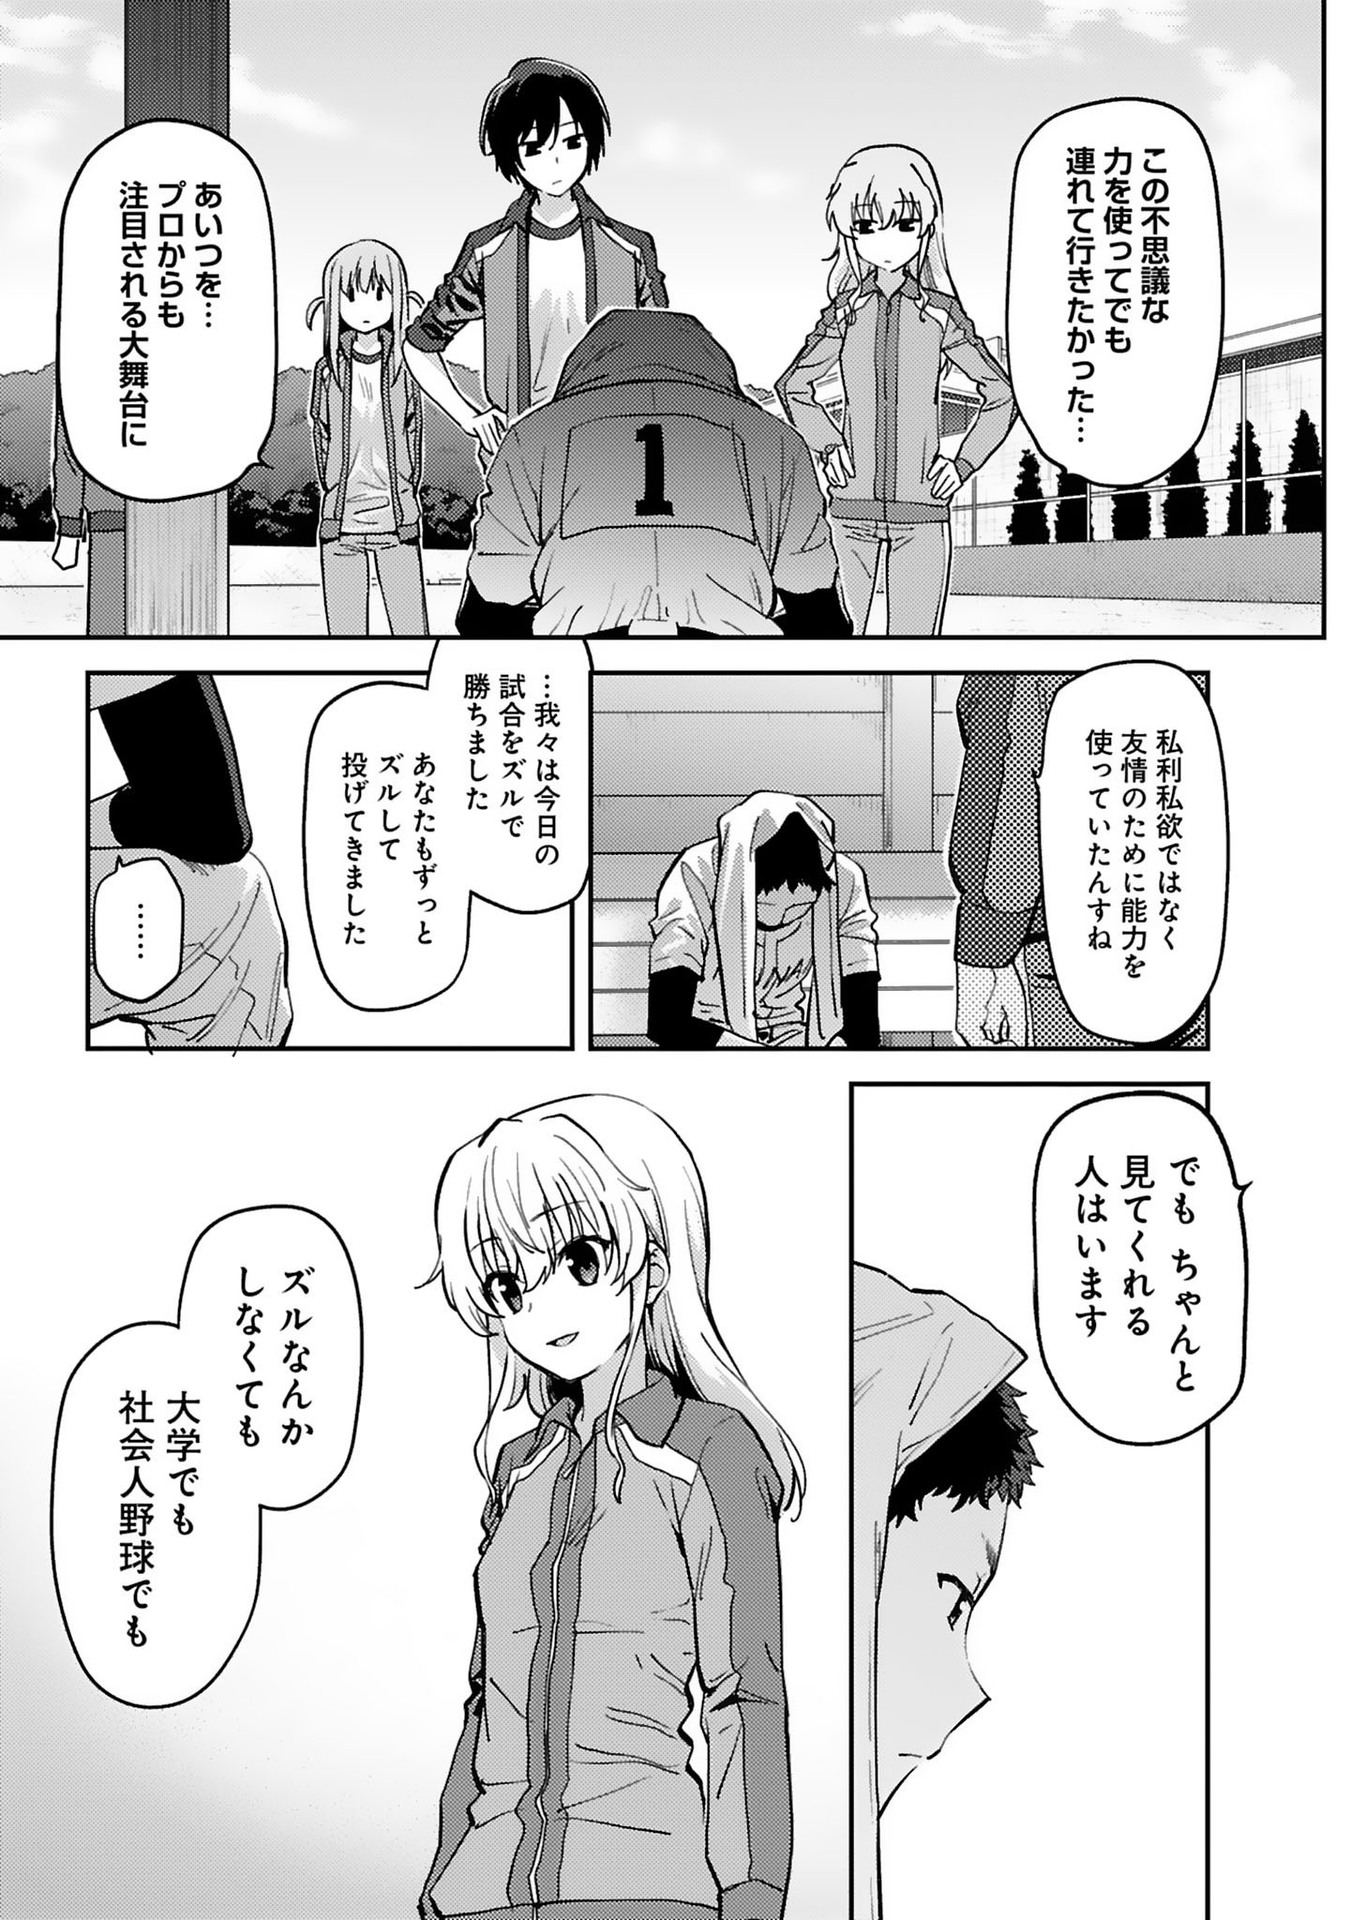 この不思議な
力を使ってでも
連れて行きたかった…
あいつを…
プロからも
注目される大舞台に
1
私利私欲ではなく
友情のために能力を
使っていたんすね
…我々は今日の
試合をズルで
勝ちました
あなたもずっと
ズルして
投げてきました
……
でも ちゃんと
見てくれる
人はいます
ズルなんか
しなくても
大学でも
社会人野球でも